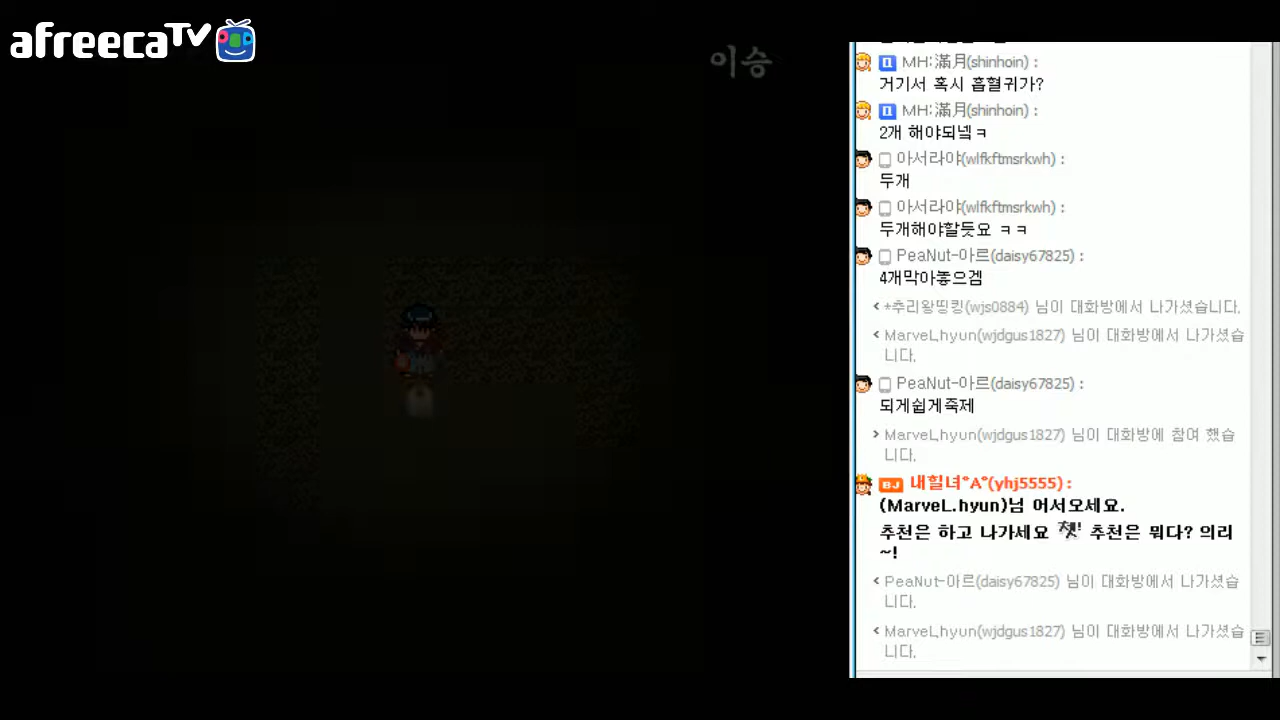 afreecaTV
이승
MH:滿月(shinhoin) :
거기서 혹시 흡혈귀가?
MH:滿月(shinhoin) :
2개 해야되넼ㅋ
아서라야(wlfkftmsrkwh) :
두개
아서라야(wlfkftmsrkwh) :
두개해야할듯요 ㅋㅋ
PeaNut-아르(daisy67825) :
4개막아놓으겜
< *추리왕띵킹(wjs0884) 님이 대화방에서 나가셨습니다.
< MarveL.hyun(wjdgus1827) 님이 대화방에서 나가셨습
니다.
PeaNut-아르(daisy67825) :
되게쉽게죽제
> MarveL.hyun(wjdgus1827) 님이 대화방에 참여 했습
니다.
BJ 내힐녀°A°(yhj5555) :
(MarveL.hyun)님 어서오세요.
추천은 하고 나가세요 쳇! 추천은 뭐다? 의리
~!
< PeaNut-아르(daisy67825) 님이 대화방에서 나가셨습
니다.
< MarveL.hyun(wjdgus1827) 님이 대화방에서 나가셨습
니다.